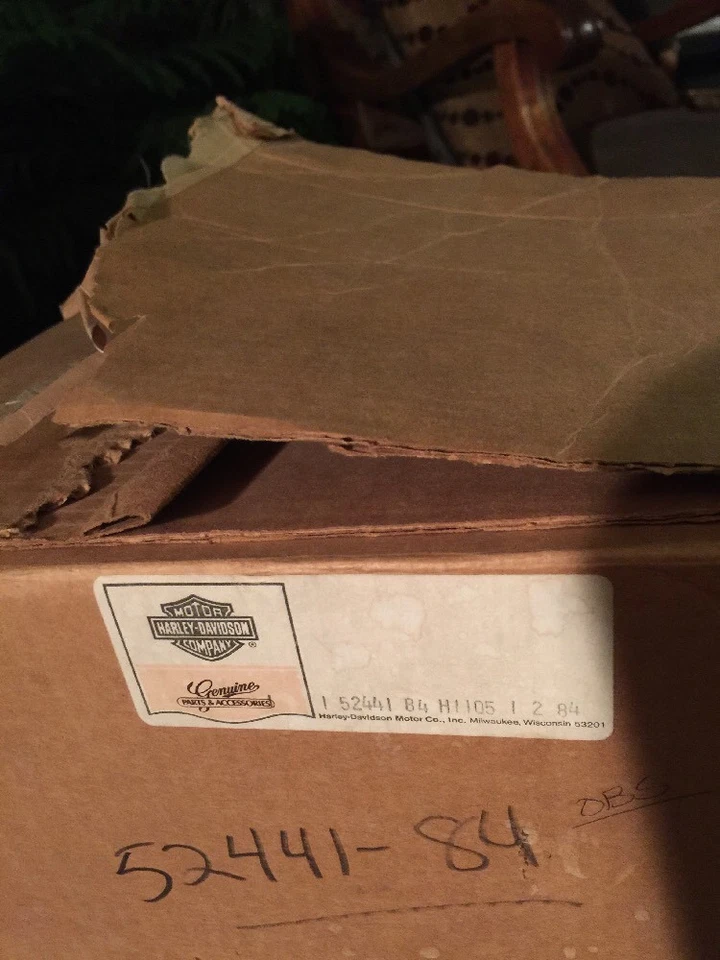 MOTOR
HARLEY-DAVIDSON
COMPANY
®
Genuine
PARTS & ACCESSORIES
1 52441 84 H1105 1 2 84
Harley-Davidson Motor Co., Inc. Milwaukee, Wisconsin 53201
OBS
52441-84